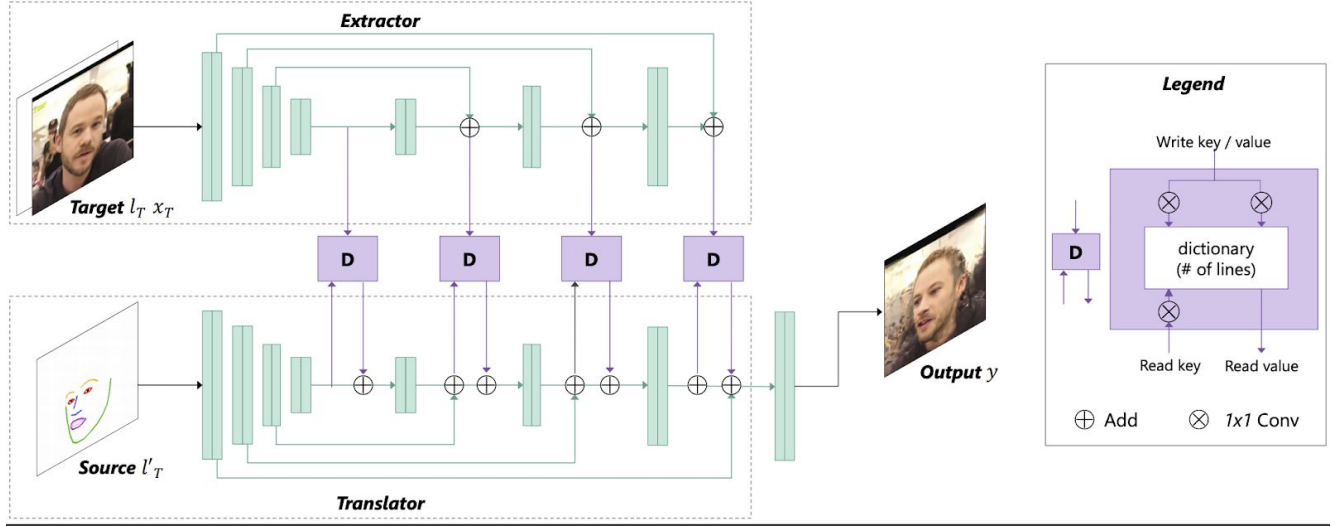 Extractor
Target l_T x_T
D D D D
Source l'_T
Translator
Output y
Legend
Write key / value
D
dictionary
(# of lines)
Read key Read value
Add 1x1 Conv